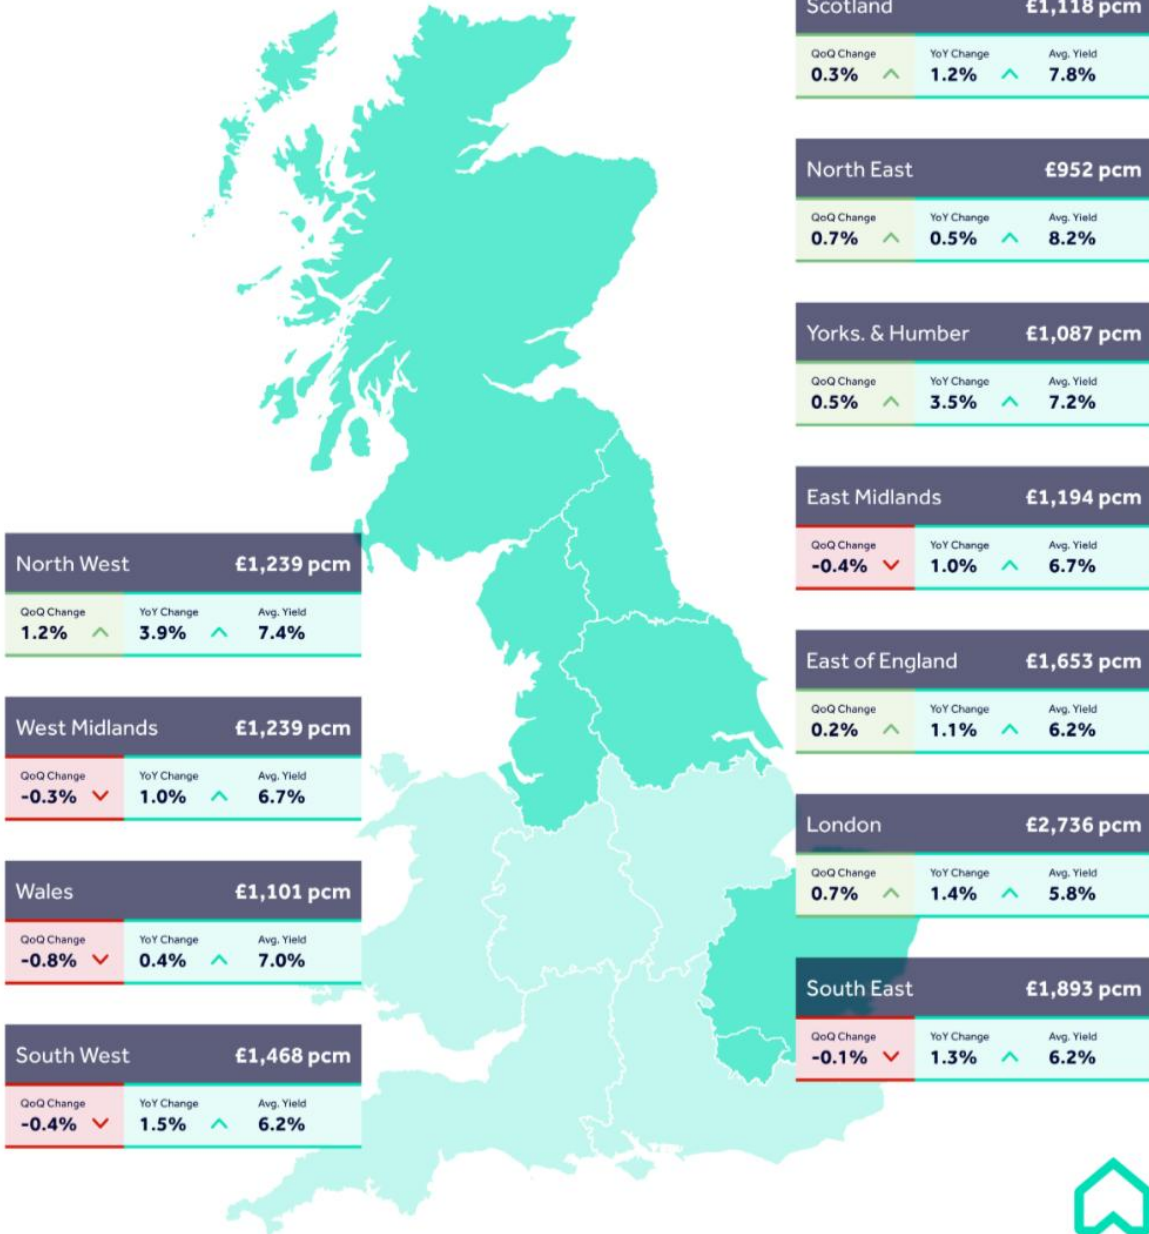 Scotland £1,118 pcm
QoQ Change YoY Change Avg. Yield
0.3% 1.2% 7.8%
North East £952 pcm
QoQ Change YoY Change Avg. Yield
0.7% 0.5% 8.2%
Yorks. & Humber £1,087 pcm
QoQ Change YoY Change Avg. Yield
0.5% 3.5% 7.2%
East Midlands £1,194 pcm
QoQ Change YoY Change Avg. Yield
-0.4% 1.0% 6.7%
East of England £1,653 pcm
QoQ Change YoY Change Avg. Yield
0.2% 1.1% 6.2%
London £2,736 pcm
QoQ Change YoY Change Avg. Yield
0.7% 1.4% 5.8%
South East £1,893 pcm
QoQ Change YoY Change Avg. Yield
-0.1% 1.3% 6.2%
North West £1,239 pcm
QoQ Change YoY Change Avg. Yield
1.2% 3.9% 7.4%
West Midlands £1,239 pcm
QoQ Change YoY Change Avg. Yield
-0.3% 1.0% 6.7%
Wales £1,101 pcm
QoQ Change YoY Change Avg. Yield
-0.8% 0.4% 7.0%
South West £1,468 pcm
QoQ Change YoY Change Avg. Yield
-0.4% 1.5% 6.2%